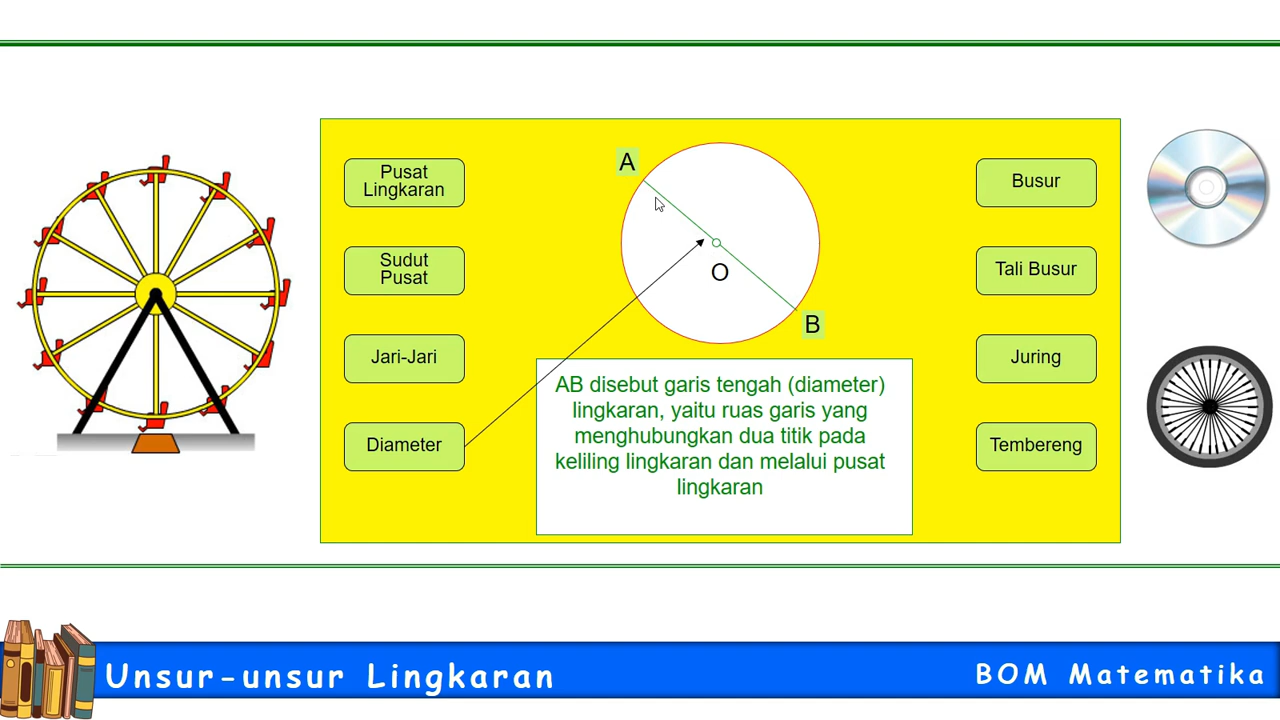 Pusat
Lingkaran
Sudut
Pusat
Jari-Jari
Diameter
A
O
B
AB disebut garis tengah (diameter)
lingkaran, yaitu ruas garis yang
menghubungkan dua titik pada
keliling lingkaran dan melalui pusat
lingkaran
Busur
Tali Busur
Juring
Tembereng
Unsur-unsur Lingkaran
BOM Matematika